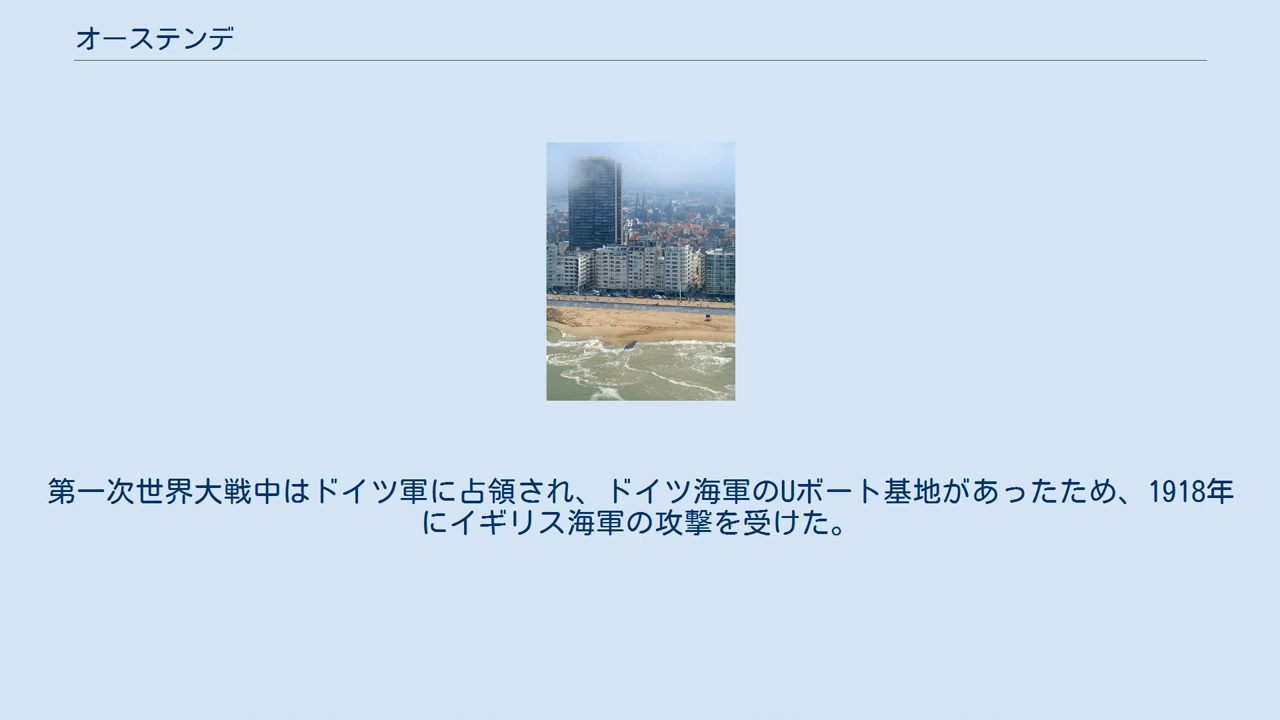 オーステンデ
第一次世界大戦中はドイツ軍に占領され、ドイツ海軍のUボート基地があったため、1918年
にイギリス海軍の攻撃を受けた。